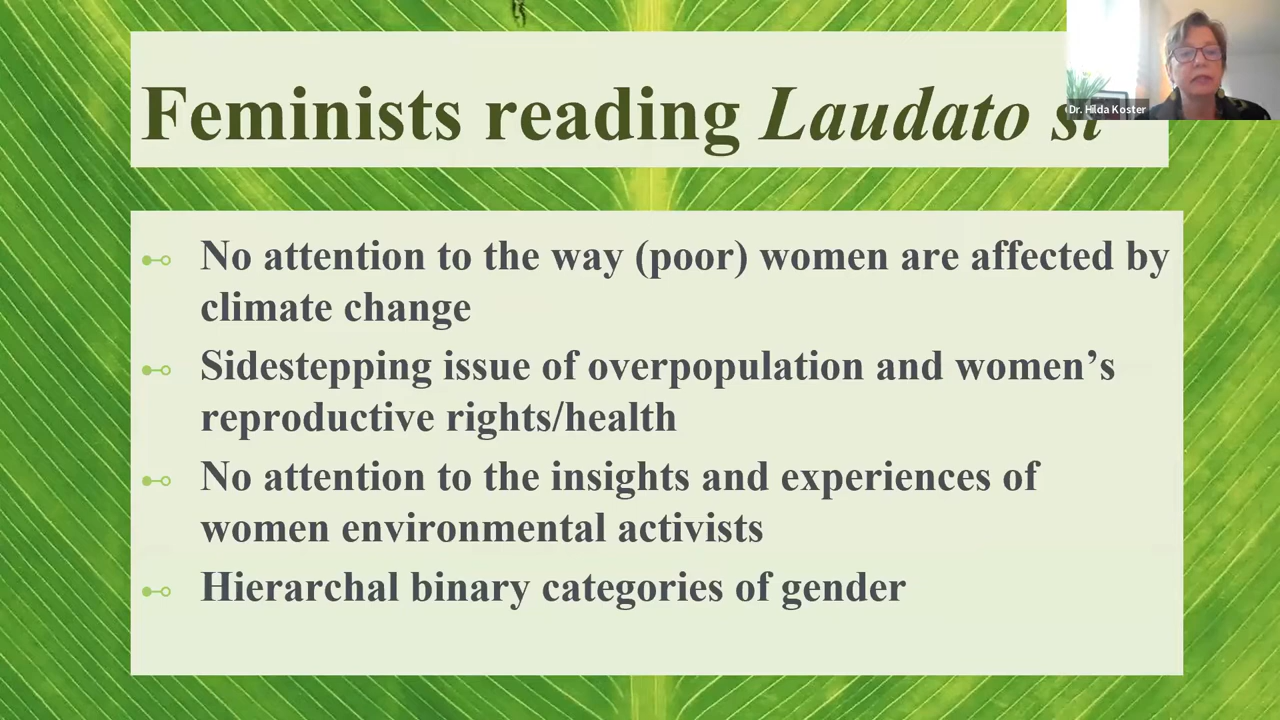 Feminists reading Laudato si
Dr. Hilda Koster
No attention to the way (poor) women are affected by
climate change
Sidestepping issue of overpopulation and women’s
reproductive rights/health
No attention to the insights and experiences of
women environmental activists
Hierarchal binary categories of gender